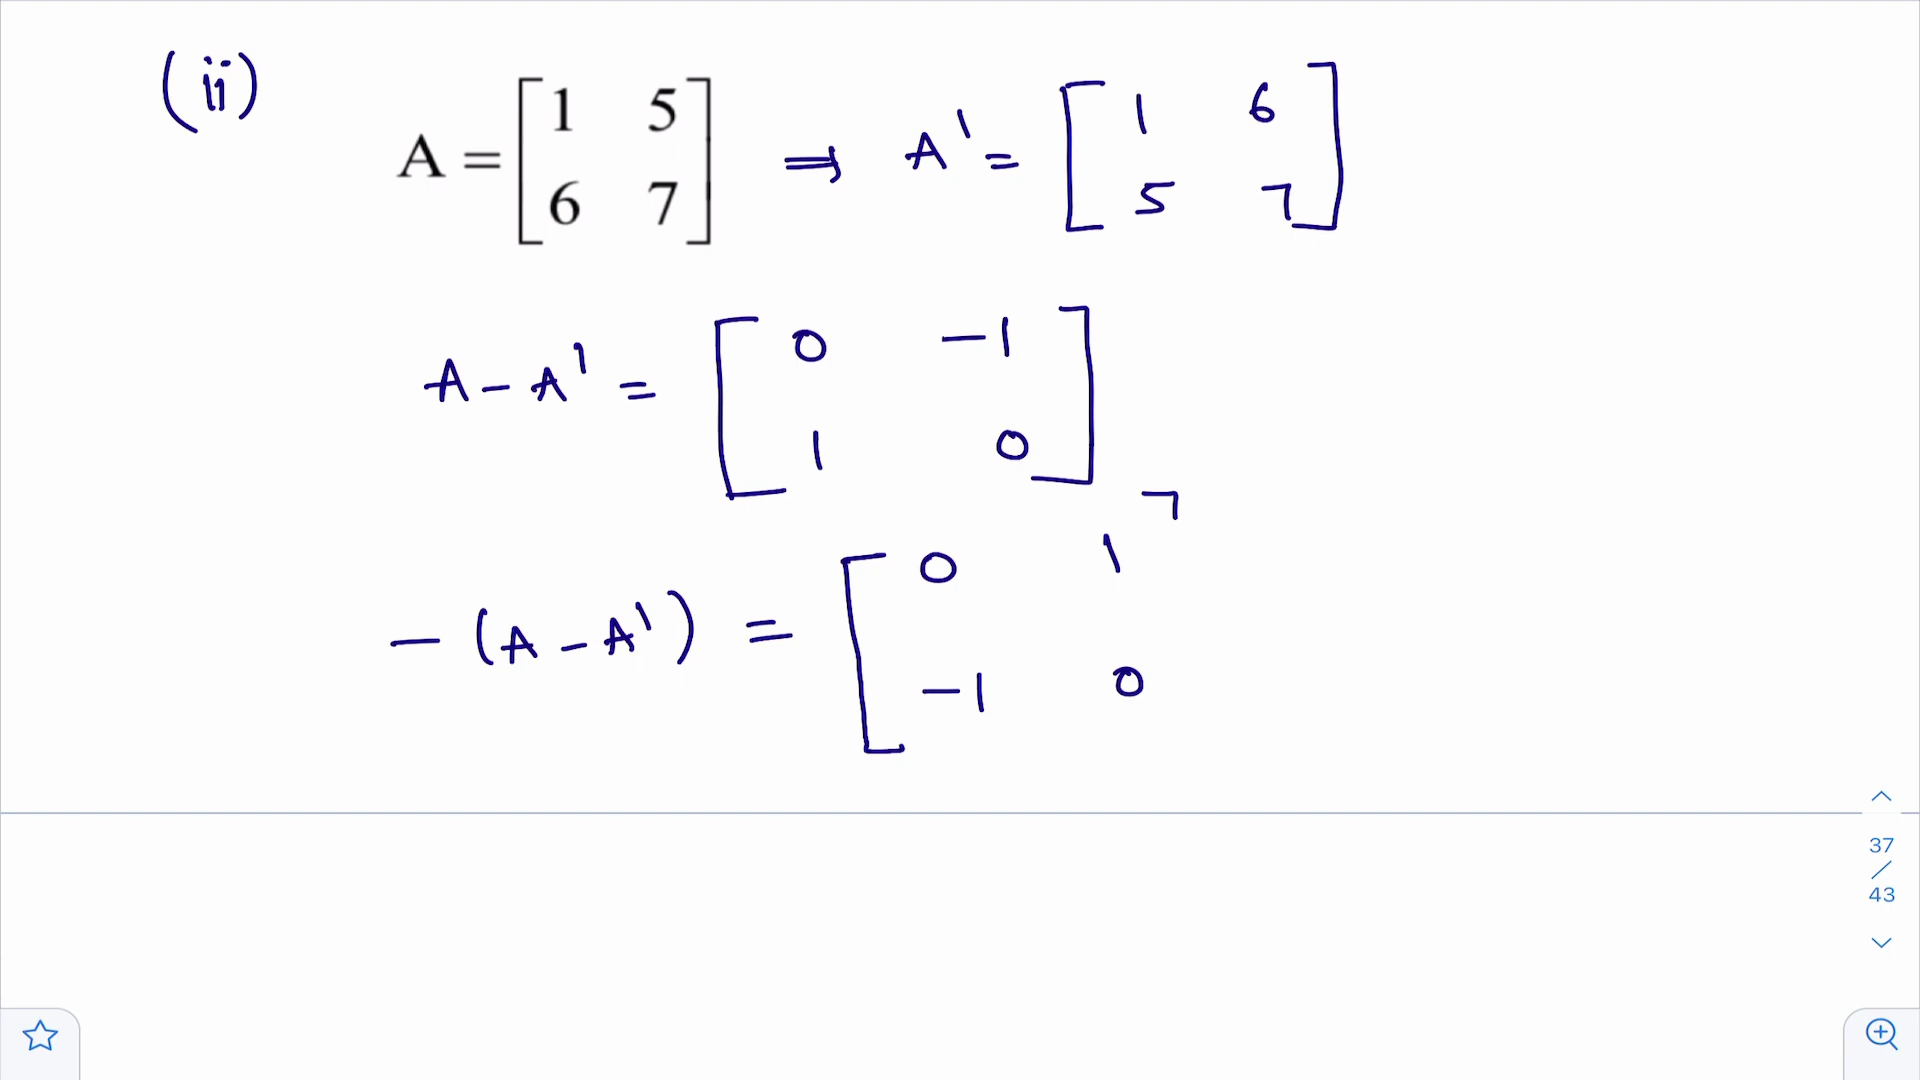 (ii)
A = [1 5
6 7] ⇒ A' = [1 6
5 7]
A - A' = [0 -1
1 0]
- (A - A') = [0 1
-1 0
37
/
43